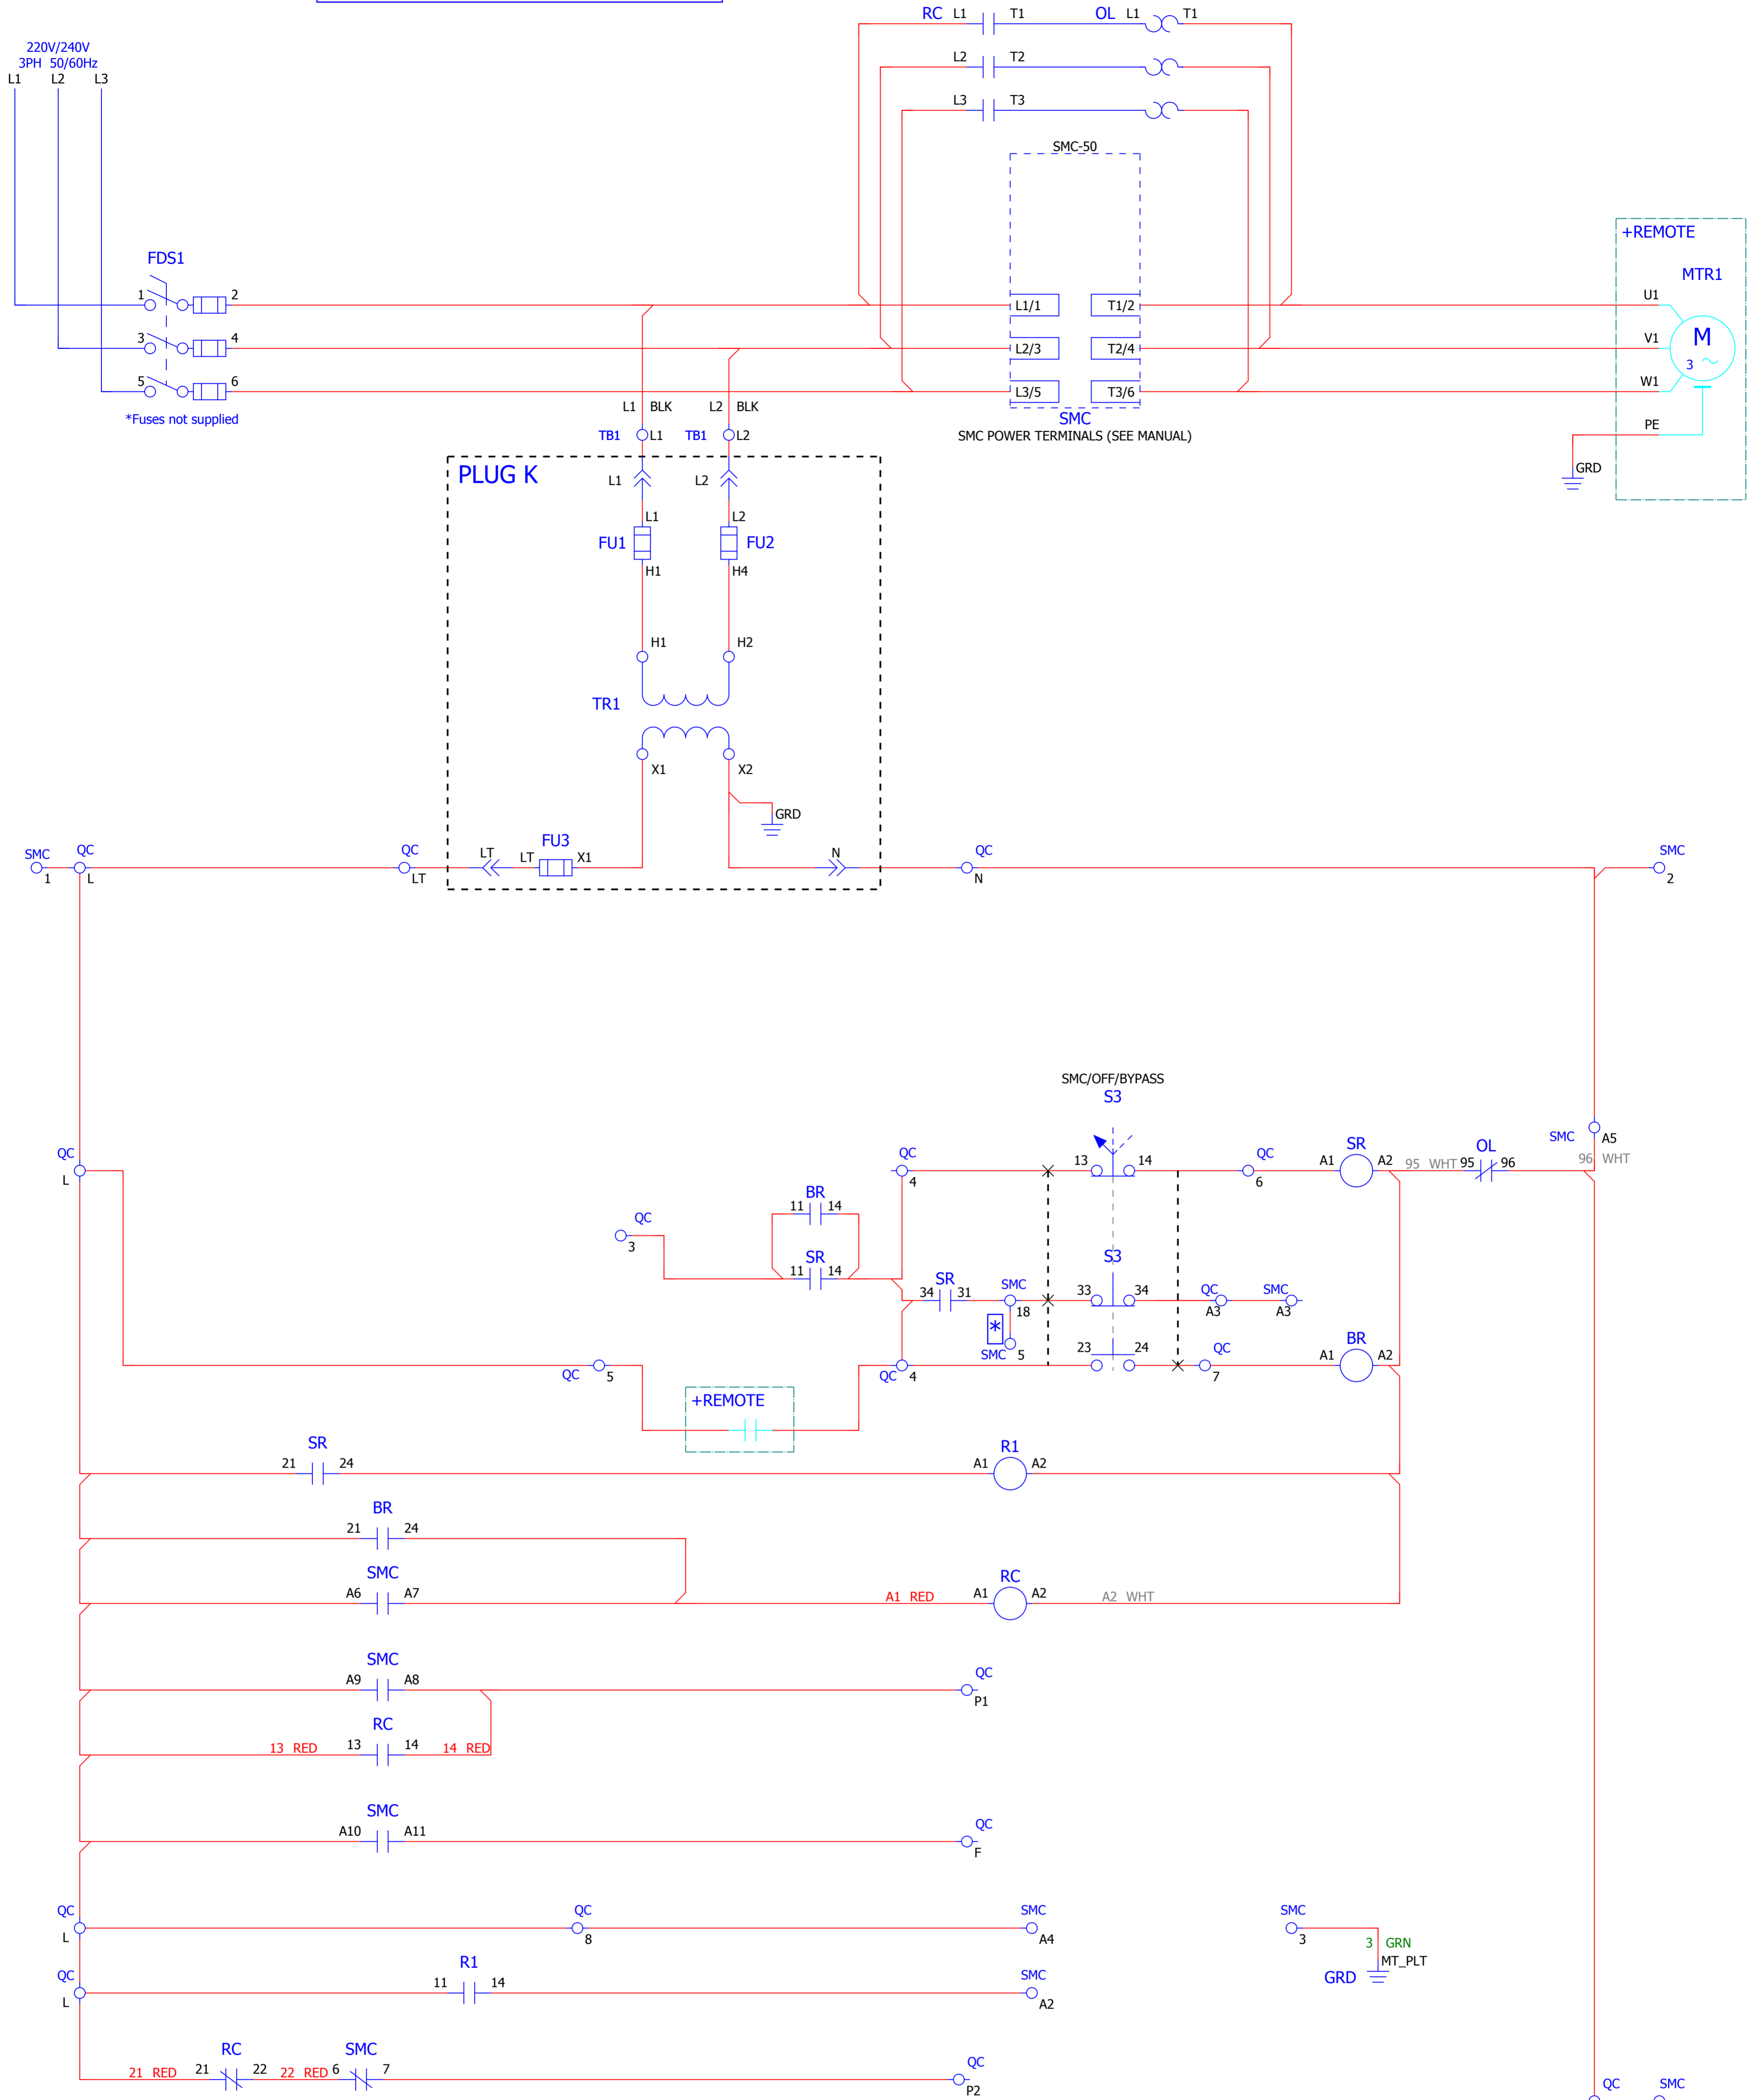 RC L1 T1 OL L1 T1
L2 T2
L3 T3
220V/240V
3PH 50/60Hz
L1 L2 L3
SMC-50
+REMOTE
MTR1
FDS1
1 2 L1/1 T1/2 U1
3 4 L2/3 T2/4 V1
M
3
5 6 L3/5 T3/6 W1
*Fuses not supplied
L1 BLK L2 BLK
SMC
PE
TB1 L1 TB1 L2
SMC POWER TERMINALS (SEE MANUAL)
GRD
PLUG K
L1 L2
L1 L2
FU1 FU2
H1 H4
H1 H2
TR1
X1 X2
GRD
SMC QC QC FU3 QC SMC
LT LT X1 N
1 L LT N 2
SMC/OFF/BYPASS
S3
SMC A5
QC QC 13 14 QC SR OL
A1 A2 95 WHT 95 96 96 WHT
L 4 6
BR
11 14
QC
3
SR
11 14
S3
SR SMC
34 31 33 34 QC SMC
18 A3 A3
*
SMC 5
23 24 QC BR
A1 A2
QC 5 QC 4 7
+REMOTE
SR R1
21 24 A1 A2
BR
21 24
SMC RC
A6 A7 A1 RED A1 A2 A2 WHT
SMC
A9 A8 QC
P1
RC
13 RED 13 14 14 RED
SMC
A10 A11 QC
F
QC QC SMC SMC
L 8 A4 3
3 GRN
MT_PLT
GRD
QC R1 SMC
11 14
L A2
RC SMC
21 RED 21 22 22 RED 6 7 QC
P2
QC SMC